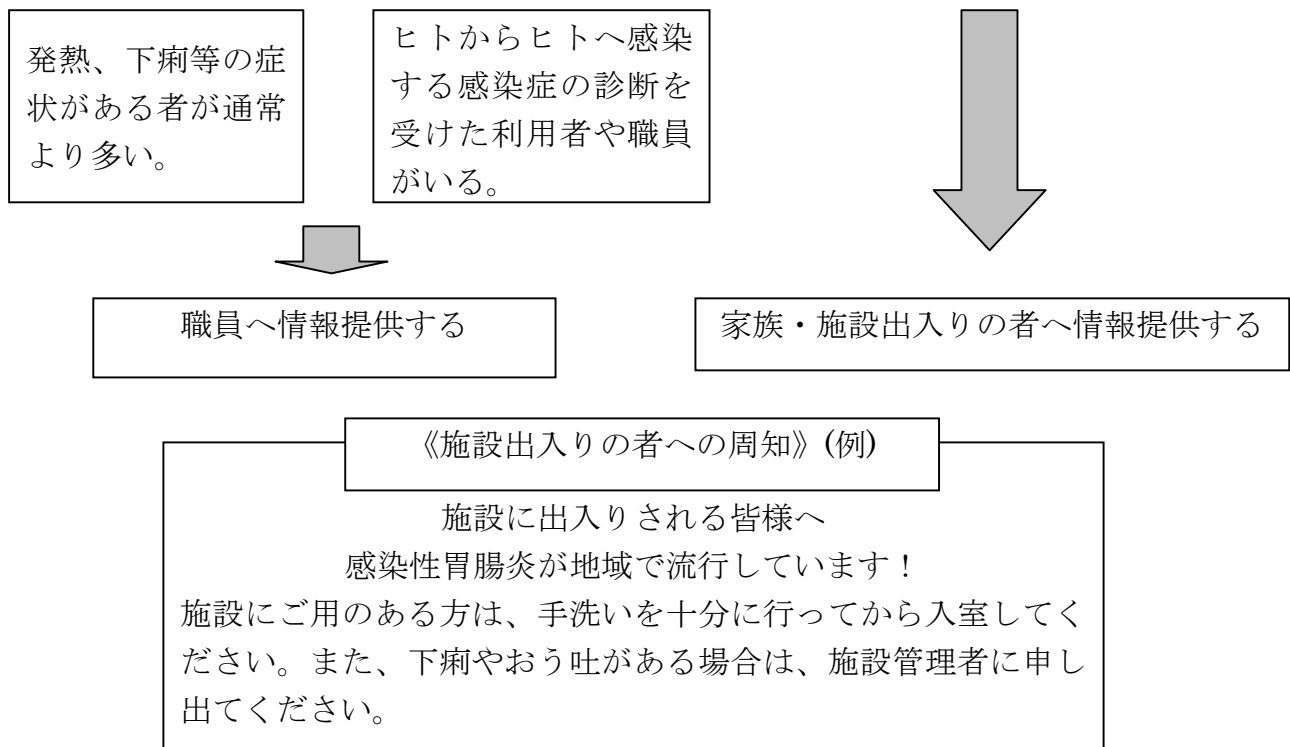 発熱、下痢等の症
状がある者が通常
より多い。
ヒトからヒトへ感染
する感染症の診断を
受けた利用者や職員
がいる。
職員へ情報提供する
家族・施設出入りの者へ情報提供する
《施設出入りの者への周知》(例)
施設に出入りされる皆様へ
感染性胃腸炎が地域で流行しています！
施設にご用のある方は、手洗いを十分に行ってから入室してく
ださい。また、下痢やおう吐がある場合は、施設管理者に申し
出てください。